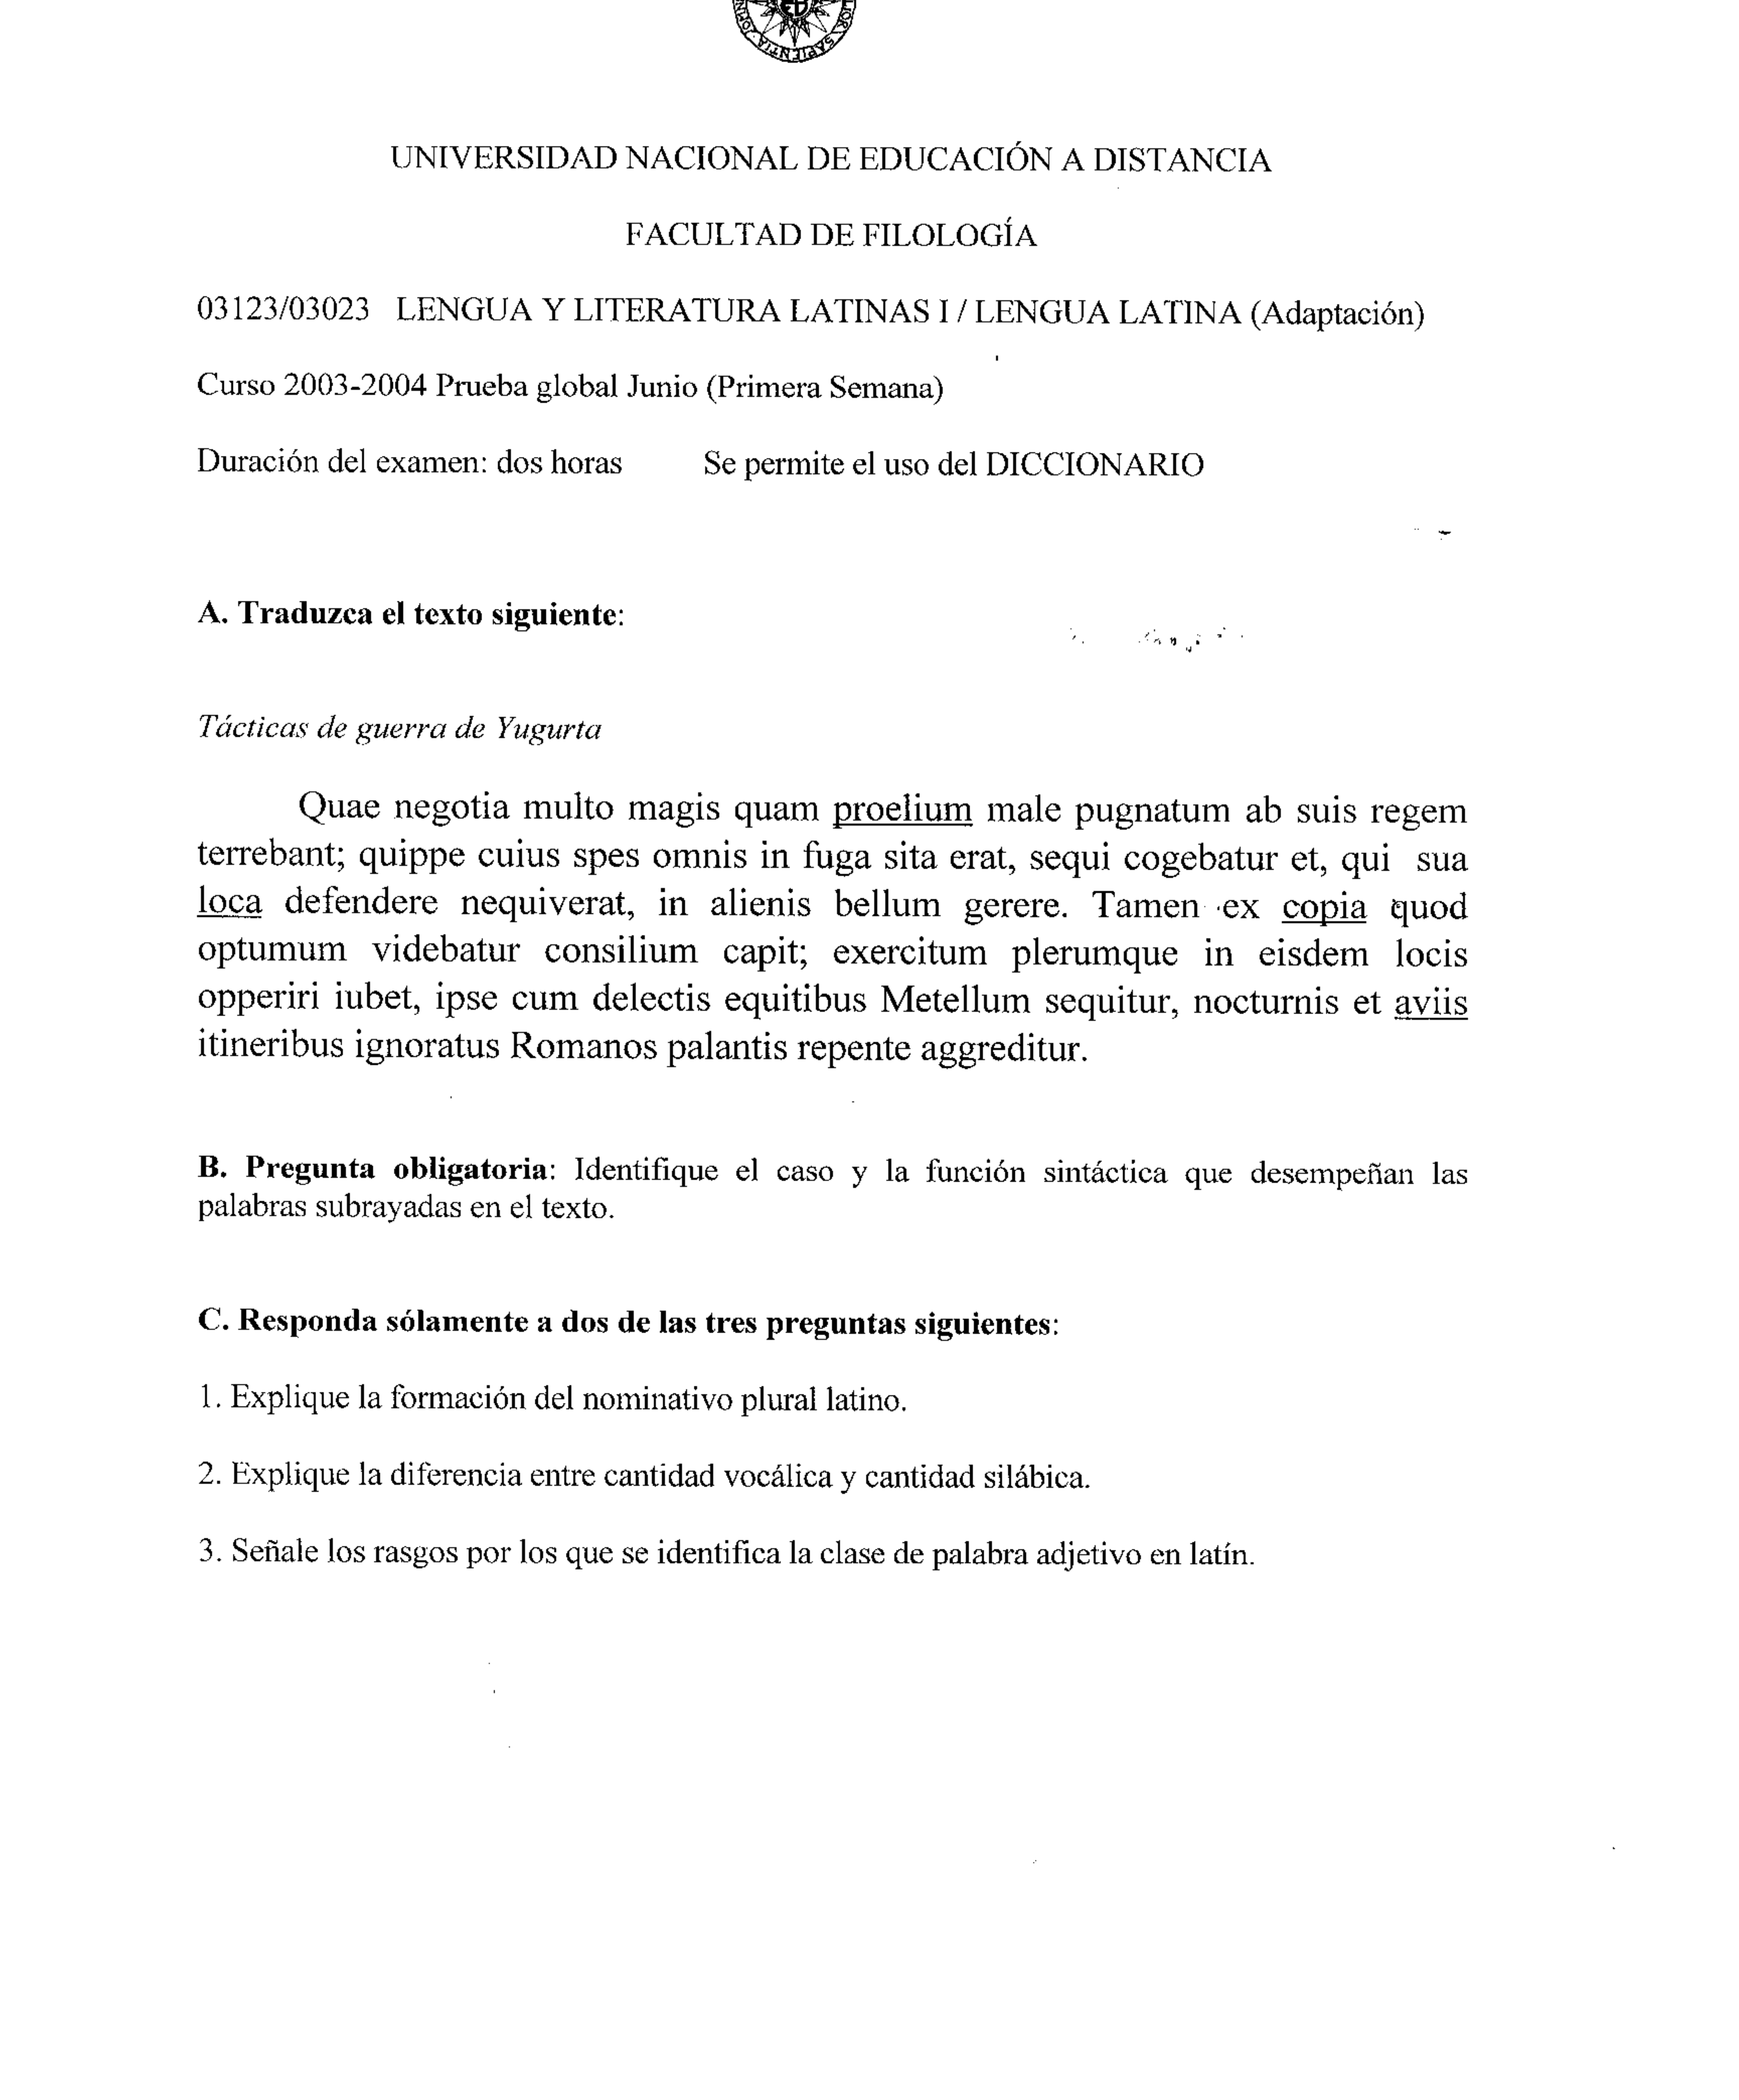 UNIVERSIDAD NACIONAL DE EDUCACIÓN A DISTANCIA
FACULTAD DE FILOLOGÍA
03123/03023 LENGUA Y LITERATURA LATINAS I / LENGUA LATINA (Adaptación)
Curso 2003-2004 Prueba global Junio (Primera Semana)
Duración del examen: dos horas Se permite el uso del DICCIONARIO
A. Traduzca el texto siguiente:
Tácticas de guerra de Yugurta
Quae negotia multo magis quam proelium male pugnatum ab suis regem
terrebant; quippe cuius spes omnis in fuga sita erat, sequi cogebatur et, qui sua
loca defendere nequiverat, in alienis bellum gerere. Tamen ex copia quod
optumum videbatur consilium capit; exercitum plerumque in eisdem locis
opperiri iubet, ipse cum delectis equitibus Metellum sequitur, nocturnis et aviis
itineribus ignoratus Romanos palantis repente aggreditur.
B. Pregunta obligatoria: Identifique el caso y la función sintáctica que desempeñan las
palabras subrayadas en el texto.
C. Responda sólamente a dos de las tres preguntas siguientes:
1. Explique la formación del nominativo plural latino.
2. Explique la diferencia entre cantidad vocálica y cantidad silábica.
3. Señale los rasgos por los que se identifica la clase de palabra adjetivo en latín.